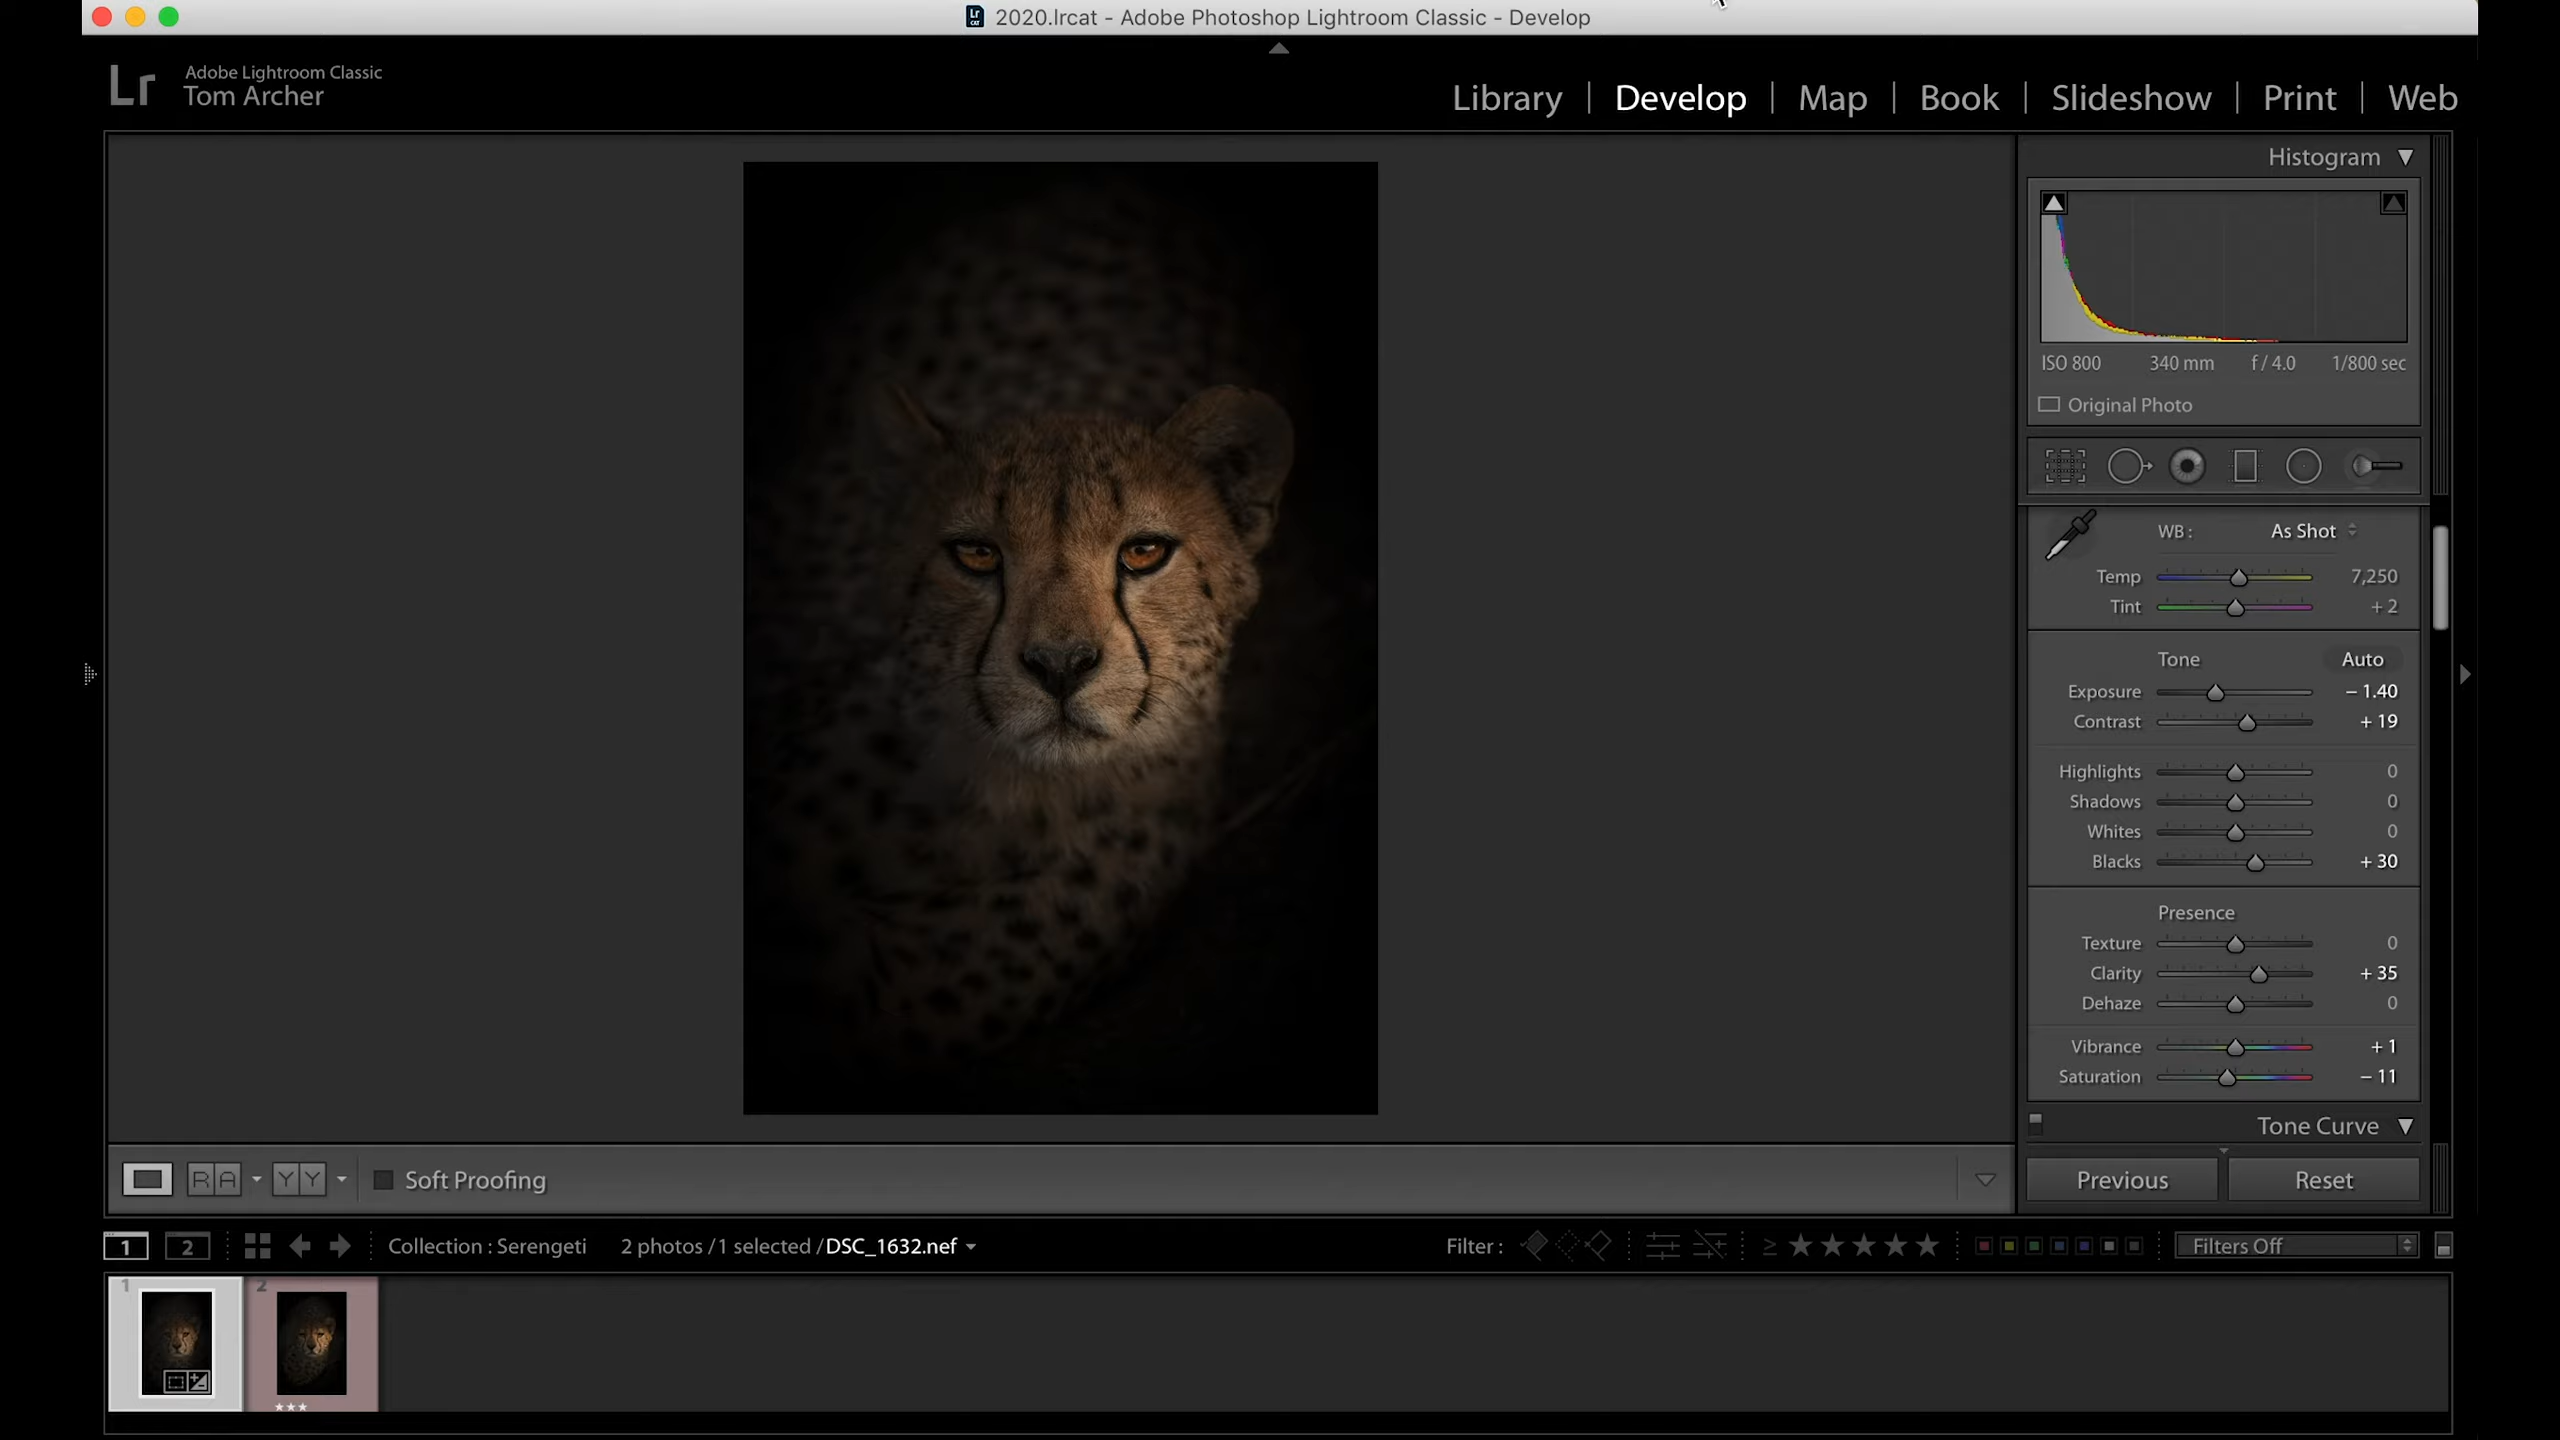 2020.lrcat - Adobe Photoshop Lightroom Classic - Develop
Lr
Adobe Lightroom Classic
Tom Archer
Library | Develop | Map | Book | Slideshow | Print | Web
Histogram
ISO 800 340 mm f / 4.0 1/800 sec
Original Photo
WB : As Shot
Temp 7,250
Tint + 2
Tone Auto
Exposure – 1.40
Contrast + 19
Highlights 0
Shadows 0
Whites 0
Blacks + 30
Presence
Texture 0
Clarity + 35
Dehaze 0
Vibrance + 1
Saturation – 11
Tone Curve
Previous Reset
R A Y Y Soft Proofing
1 2 Collection : Serengeti 2 photos / 1 selected / DSC_1632.nef Filter : ≥ ★★★★★ Filters Off
1 2
★★★